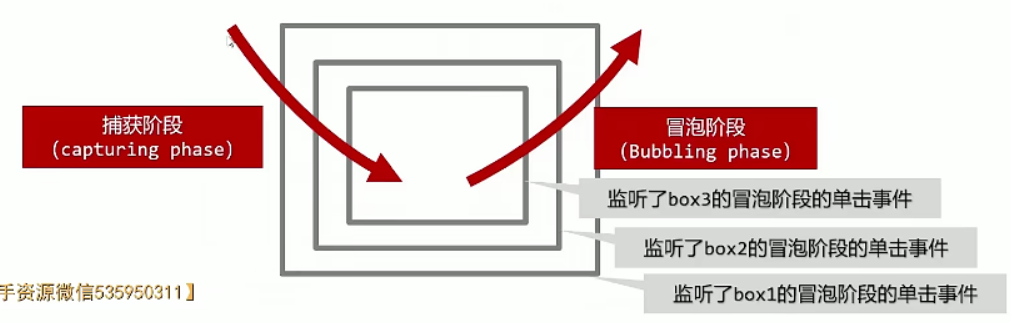 捕获阶段
(capturing phase)
冒泡阶段
(Bubbling phase)
监听了box3的冒泡阶段的单击事件
监听了box2的冒泡阶段的单击事件
监听了box1的冒泡阶段的单击事件
手资源微信535950311】